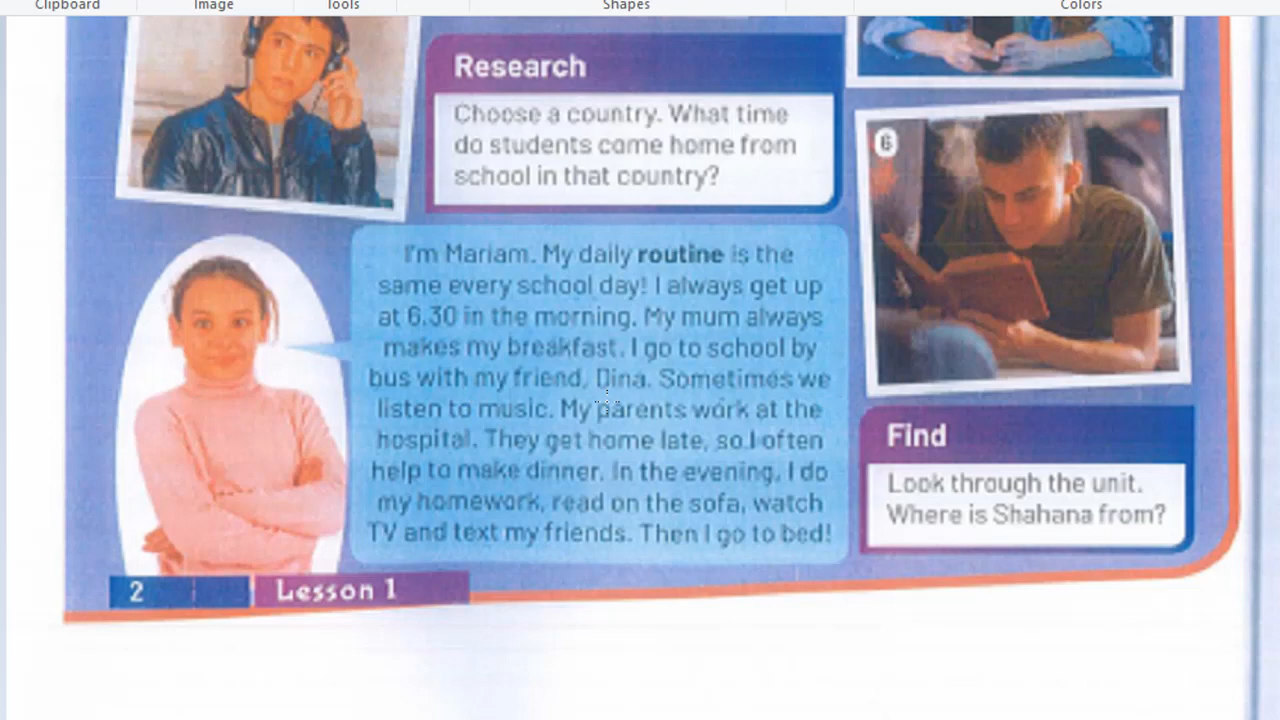 Clipboard
Image
Tools
Shapes
Colors
Research
Choose a country. What time
do students come home from
school in that country?
6
I'm Mariam. My daily routine is the
same every school day! I always get up
at 6.30 in the morning. My mum always
makes my breakfast. I go to school by
bus with my friend, Dina. Sometimes we
listen to music. My parents work at the
hospital. They get home late, so I often
help to make dinner. In the evening, I do
my homework, read on the sofa, watch
TV and text my friends. Then I go to bed!
Find
Look through the unit.
Where is Shahana from?
2
Lesson 1